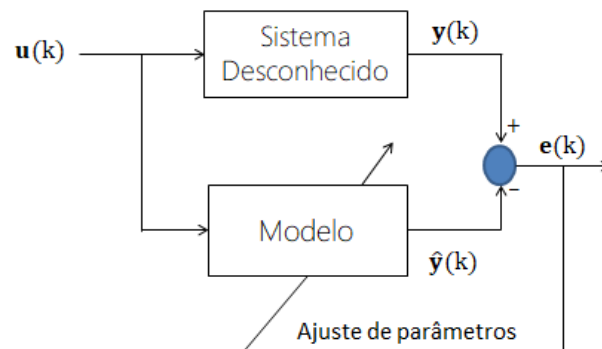 Sistema
Desconhecido
u(k)
y(k)
+
e(k)
−
Modelo
ŷ(k)
Ajuste de parâmetros